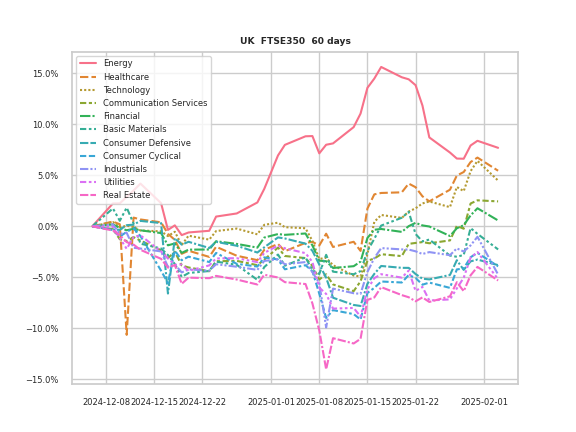 UK FTSE350 60 days
Energy
Healthcare
Technology
Communication Services
Financial
Basic Materials
Consumer Defensive
Consumer Cyclical
Industrials
Utilities
Real Estate
15.0%
10.0%
5.0%
0.0%
−5.0%
−10.0%
−15.0%
2024-12-08 2024-12-15 2024-12-22 2025-01-01 2025-01-08 2025-01-15 2025-01-22 2025-02-01